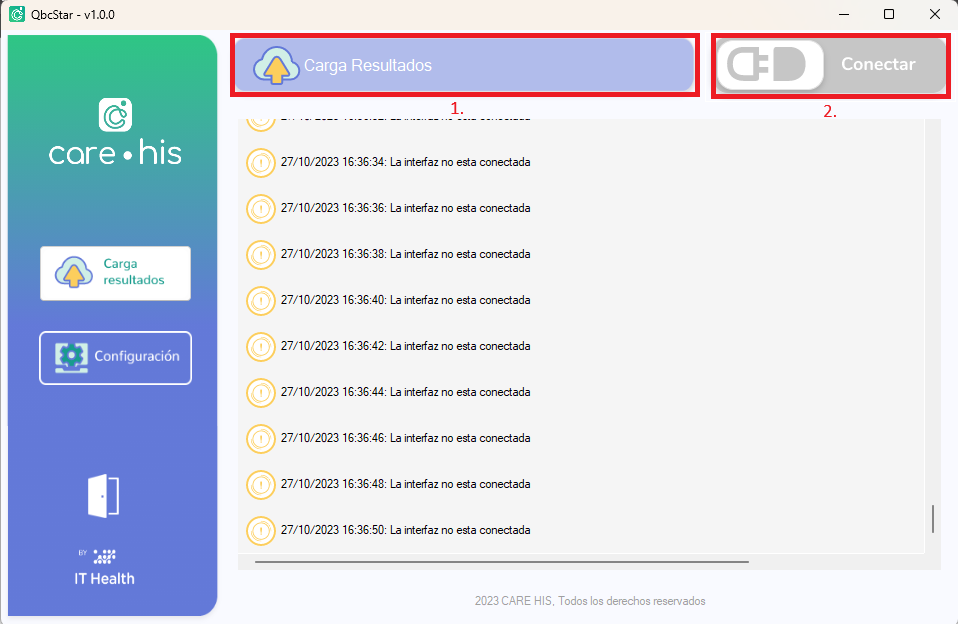 QbcStar - v1.0.0
Carga Resultados
Conectar
1.
2.
care•his
27/10/2023 16:36:34: La interfaz no esta conectada
27/10/2023 16:36:36: La interfaz no esta conectada
27/10/2023 16:36:38: La interfaz no esta conectada
27/10/2023 16:36:40: La interfaz no esta conectada
27/10/2023 16:36:42: La interfaz no esta conectada
27/10/2023 16:36:44: La interfaz no esta conectada
27/10/2023 16:36:46: La interfaz no esta conectada
27/10/2023 16:36:48: La interfaz no esta conectada
27/10/2023 16:36:50: La interfaz no esta conectada
Carga
resultados
Configuración
BY
IT Health
2023 CARE HIS, Todos los derechos reservados